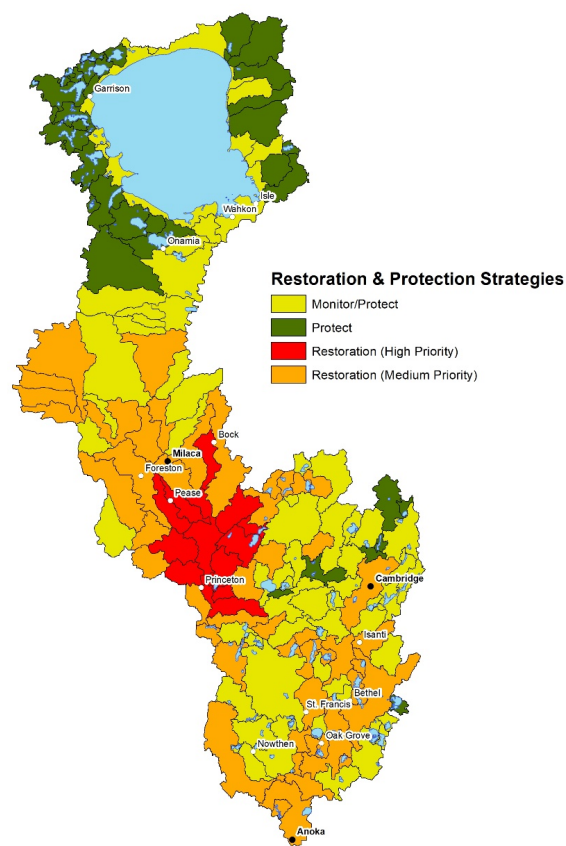 Garrison
Isle
Wahkon
Onamia
Restoration & Protection Strategies
Monitor/Protect
Protect
Restoration (High Priority)
Restoration (Medium Priority)
Bock
Milaca
Foreston
Pease
Princeton
Cambridge
Isanti
Bethel
St. Francis
Oak Grove
Nowthen
Anoka